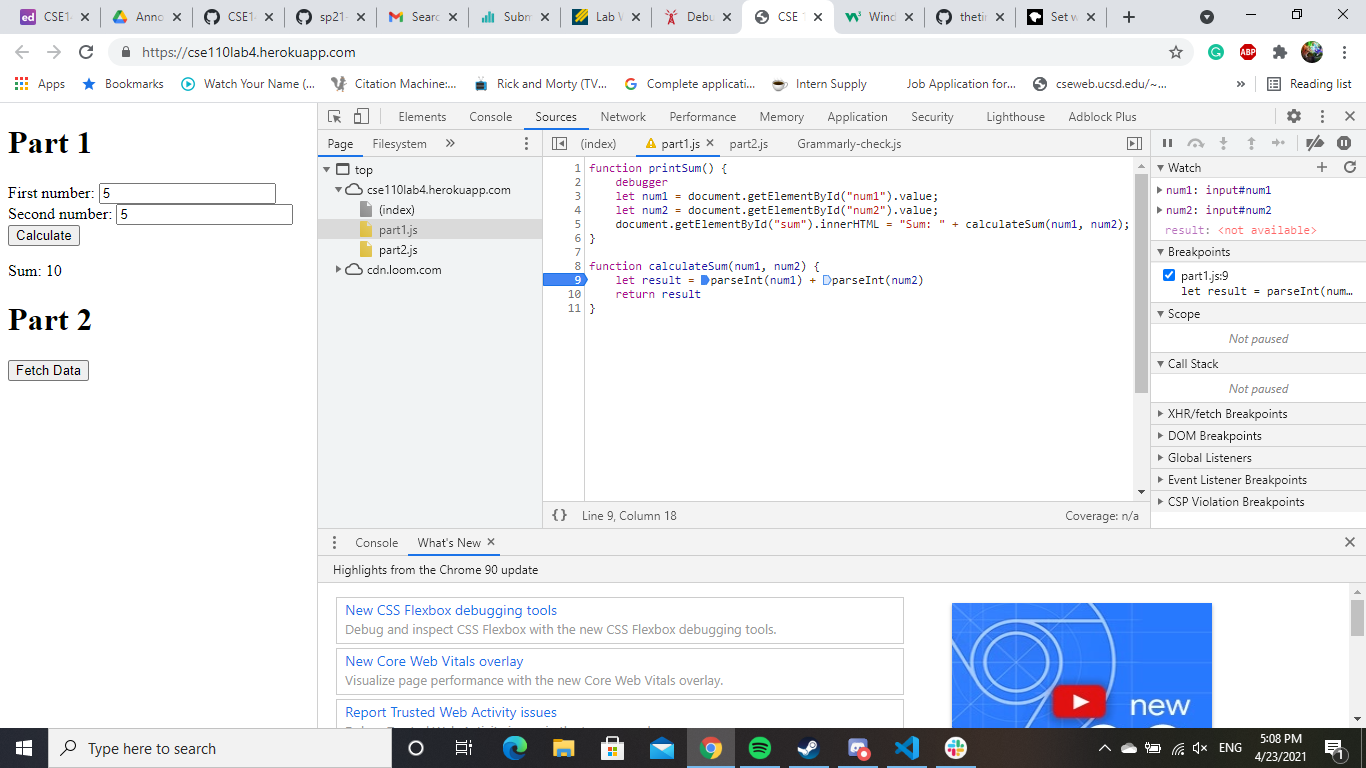 CSE1
Anno
CSE1
sp21
Searc
Subm
Lab W
Debu
CSE 1
Wind
thetin
Set w
https://cse110lab4.herokuapp.com
Apps
Bookmarks
Watch Your Name (...
Citation Machine:...
Rick and Morty (TV...
Complete applicati...
Intern Supply
Job Application for...
cseweb.ucsd.edu/~...
»
Reading list
Part 1
First number: 5
Second number: 5
Calculate
Sum: 10
Part 2
Fetch Data
Elements Console Sources Network Performance Memory Application Security Lighthouse Adblock Plus
Page Filesystem »
top
cse110lab4.herokuapp.com
(index)
part1.js
part2.js
cdn.loom.com
(index) part1.js part2.js Grammarly-check.js
1 function printSum() {
2 debugger
3 let num1 = document.getElementById("num1").value;
4 let num2 = document.getElementById("num2").value;
5 document.getElementById("sum").innerHTML = "Sum: " + calculateSum(num1, num2);
6 }
7
8 function calculateSum(num1, num2) {
9 let result = parseInt(num1) + parseInt(num2)
10 return result
11 }
{} Line 9, Column 18 Coverage: n/a
Watch
num1: input#num1
num2: input#num2
result: <not available>
Breakpoints
part1.js:9
let result = parseInt(num…
Scope
Not paused
Call Stack
Not paused
XHR/fetch Breakpoints
DOM Breakpoints
Global Listeners
Event Listener Breakpoints
CSP Violation Breakpoints
Console What's New
Highlights from the Chrome 90 update
New CSS Flexbox debugging tools
Debug and inspect CSS Flexbox with the new CSS Flexbox debugging tools.
New Core Web Vitals overlay
Visualize page performance with the new Core Web Vitals overlay.
Report Trusted Web Activity issues
new
Type here to search
ENG
5:08 PM
4/23/2021
1